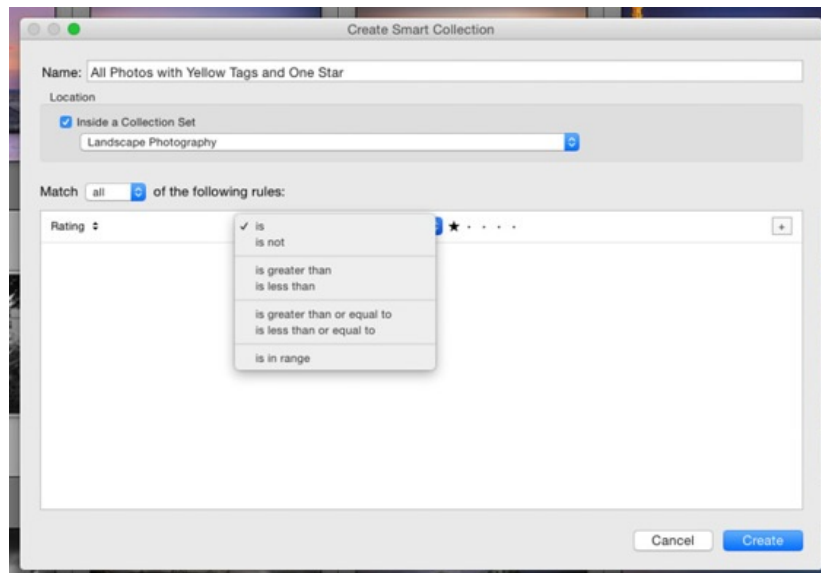 Create Smart Collection
Name: All Photos with Yellow Tags and One Star
Location
Inside a Collection Set
Landscape Photography
Match all of the following rules:
Rating ✓ is ★ · · · · +
is not
is greater than
is less than
is greater than or equal to
is less than or equal to
is in range
Cancel Create